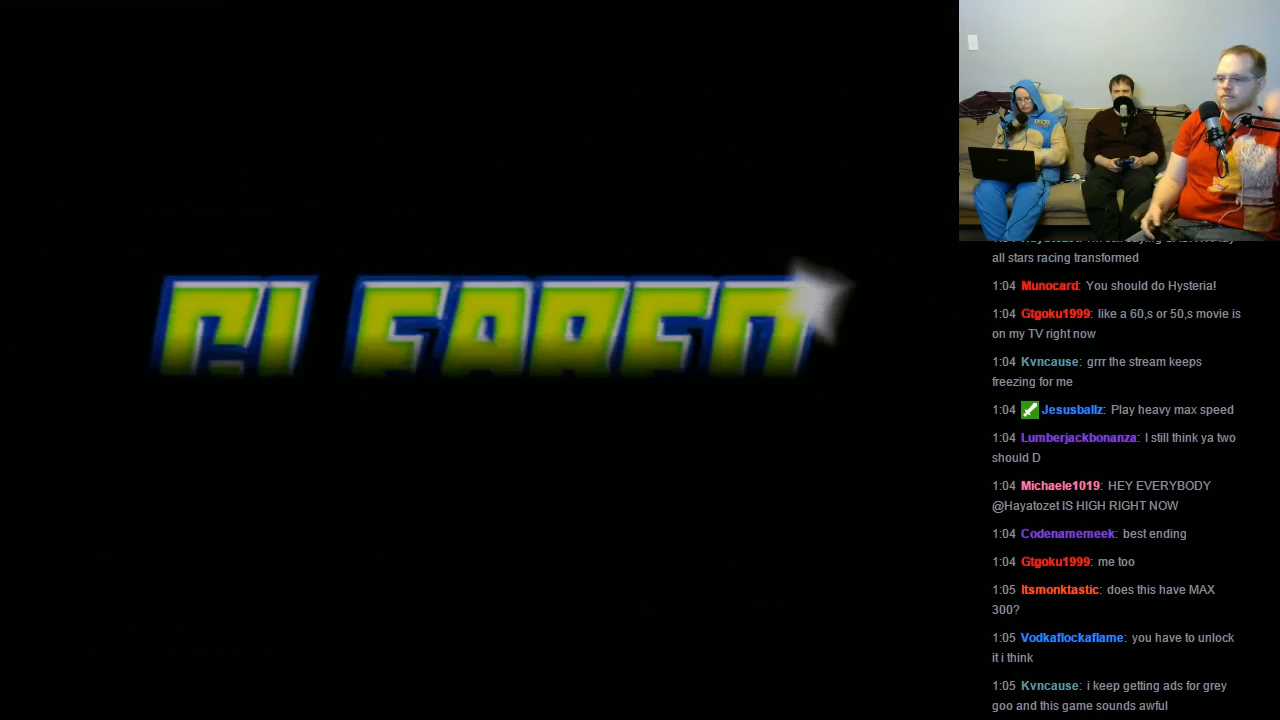 CLEARED
all stars racing transformed
1:04 Munocard: You should do Hysteria!
1:04 Gtgoku1999: like a 60,s or 50,s movie is
on my TV right now
1:04 Kvncause: grrr the stream keeps
freezing for me
1:04 Jesusballz: Play heavy max speed
1:04 Lumberjackbonanza: I still think ya two
should D
1:04 Michaele1019: HEY EVERYBODY
@Hayatozet IS HIGH RIGHT NOW
1:04 Codenamemeek: best ending
1:04 Gtgoku1999: me too
1:05 Itsmonktastic: does this have MAX
300?
1:05 Vodkaflockaflame: you have to unlock
it i think
1:05 Kvncause: i keep getting ads for grey
goo and this game sounds awful